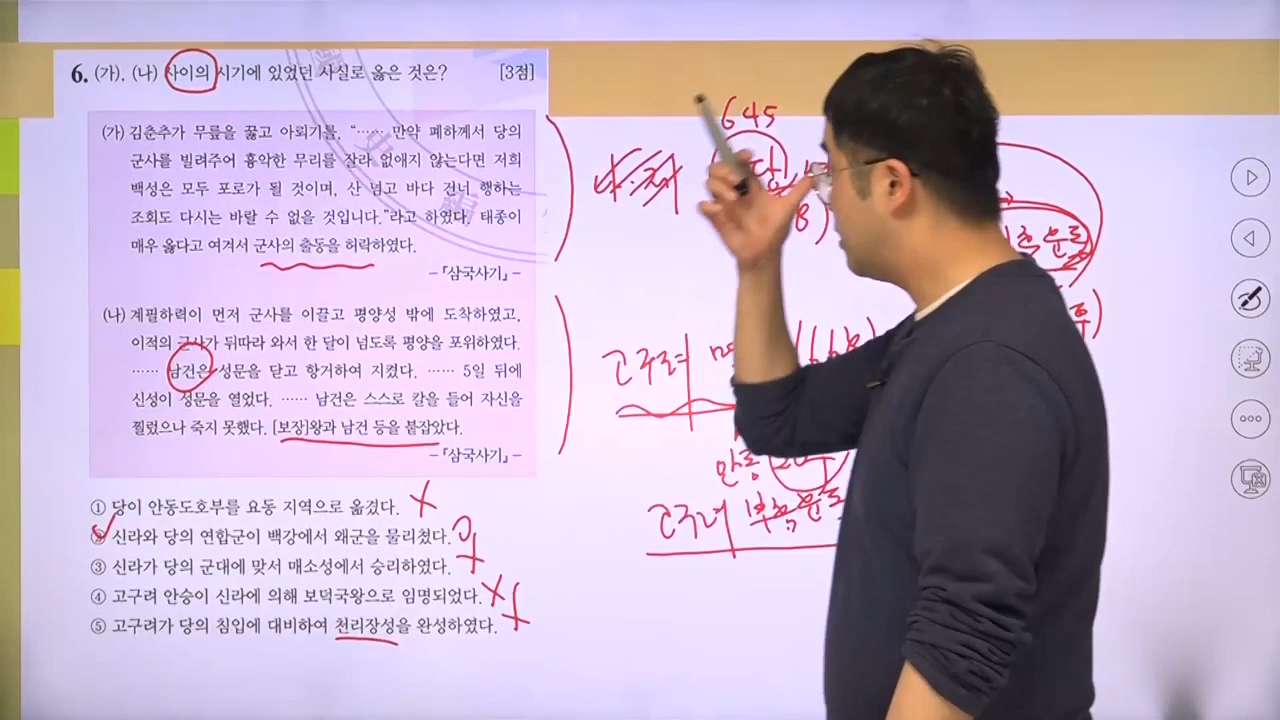 6. (가), (나) 사이의 시기에 있었던 사실로 옳은 것은? [3점]
(가) 김춘추가 무릎을 꿇고 아뢰기를, “…… 만약 폐하께서 당의
군사를 빌려주어 흉악한 무리를 잘라 없애지 않는다면 저희
백성은 모두 포로가 될 것이며, 산 넘고 바다 건너 행하는
조회도 다시는 바랄 수 없을 것입니다.”라고 하였다. 태종이
매우 옳다고 여겨서 군사의 출동을 허락하였다.
-『삼국사기』-
(나) 계필하력이 먼저 군사를 이끌고 평양성 밖에 도착하였고,
이적의 군사가 뒤따라 와서 한 달이 넘도록 평양을 포위하였다.
…… 남건은 성문을 닫고 항거하여 지켰다. …… 5일 뒤에
신성이 성문을 열었다. …… 남건은 스스로 칼을 들어 자신을
찔렀으나 죽지 못했다. [보장]왕과 남건 등을 붙잡았다.
-『삼국사기』-
① 당이 안동도호부를 요동 지역으로 옮겼다.
② 신라와 당의 연합군이 백강에서 왜군을 물리쳤다.
③ 신라가 당의 군대에 맞서 매소성에서 승리하였다.
④ 고구려 안승이 신라에 의해 보덕국왕으로 임명되었다.
⑤ 고구려가 당의 침입에 대비하여 천리장성을 완성하였다.
645
당
8)
고구려
(668)
안동
고구려 부흥운동